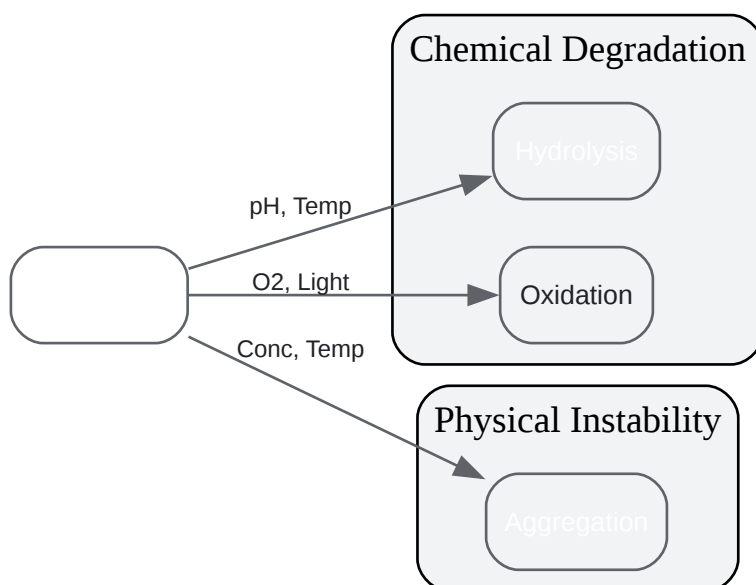 Chemical Degradation
Hydrolysis
pH, Temp
O2, Light
Oxidation
Conc, Temp
Physical Instability
Aggregation